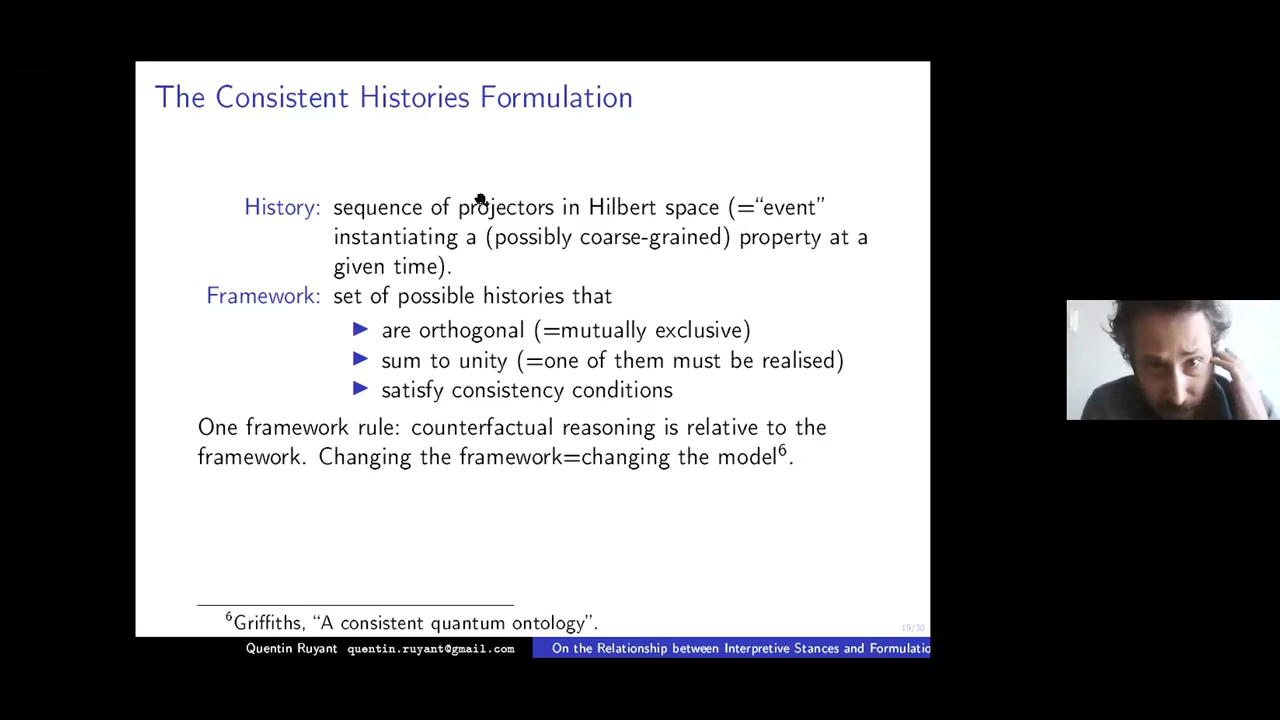 The Consistent Histories Formulation
History: sequence of projectors in Hilbert space (=“event”
instantiating a (possibly coarse-grained) property at a
given time).
Framework: set of possible histories that
▶ are orthogonal (=mutually exclusive)
▶ sum to unity (=one of them must be realised)
▶ satisfy consistency conditions
One framework rule: counterfactual reasoning is relative to the
framework. Changing the framework=changing the model⁶.
⁶Griffiths, “A consistent quantum ontology”.
19/30
Quentin Ruyant quentin.ruyant@gmail.com On the Relationship between Interpretive Stances and Formulatio